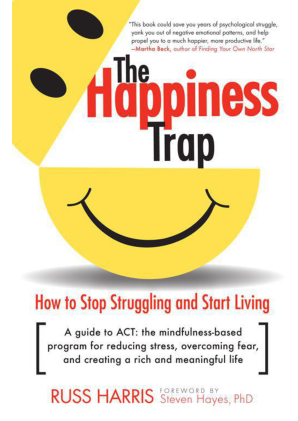 "This book could save you years of psychological struggle,
yank you out of negative emotional patterns, and help
propel you to a much happier, more productive life."
—Martha Beck, author of Finding Your Own North Star
The
Happiness
Trap
How to Stop Struggling and Start Living
A guide to ACT: the mindfulness-based
program for reducing stress, overcoming fear,
and creating a rich and meaningful life
RUSS HARRIS
FOREWORD BY
Steven Hayes, PhD